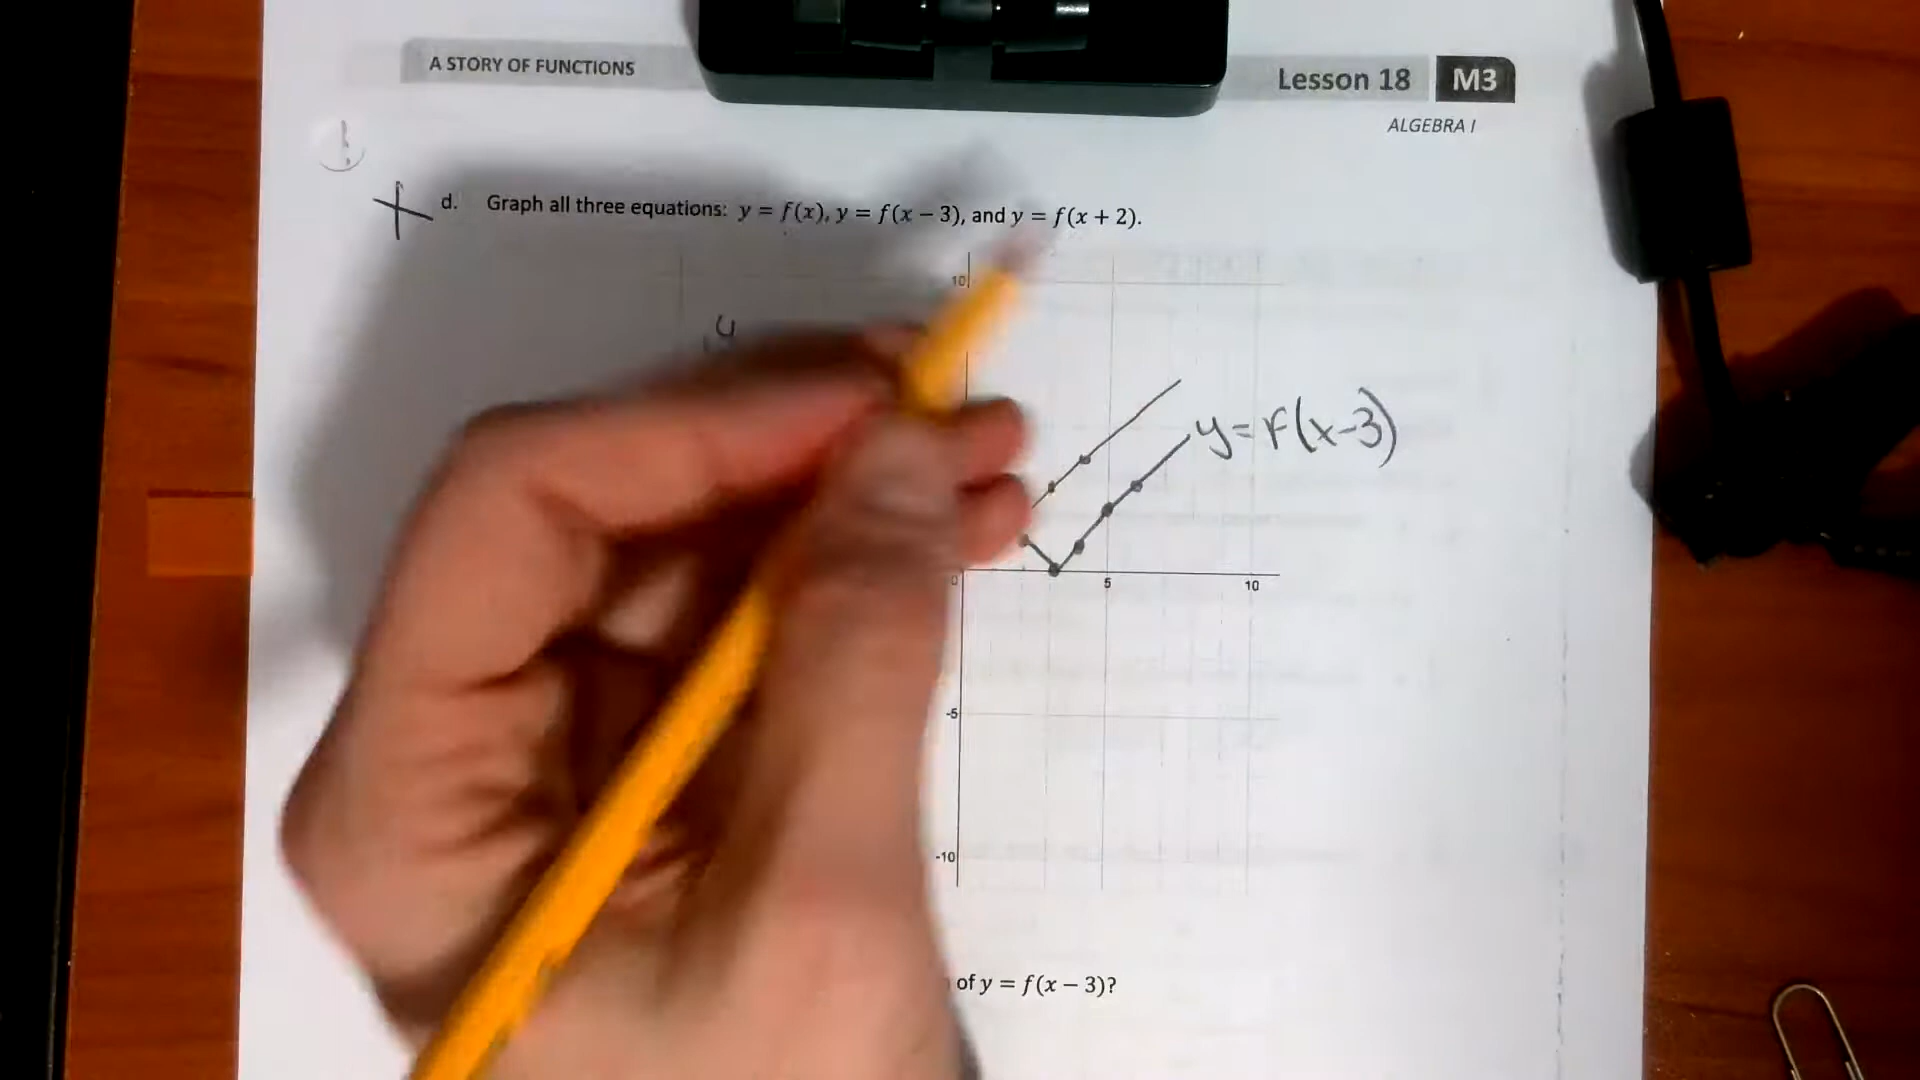 A STORY OF FUNCTIONS
Lesson 18 M3
ALGEBRA I
d. Graph all three equations: y = f(x), y = f(x − 3), and y = f(x + 2).
10
y
y=f(x-3)
0 5 10
-5
-10
of y = f(x − 3)?